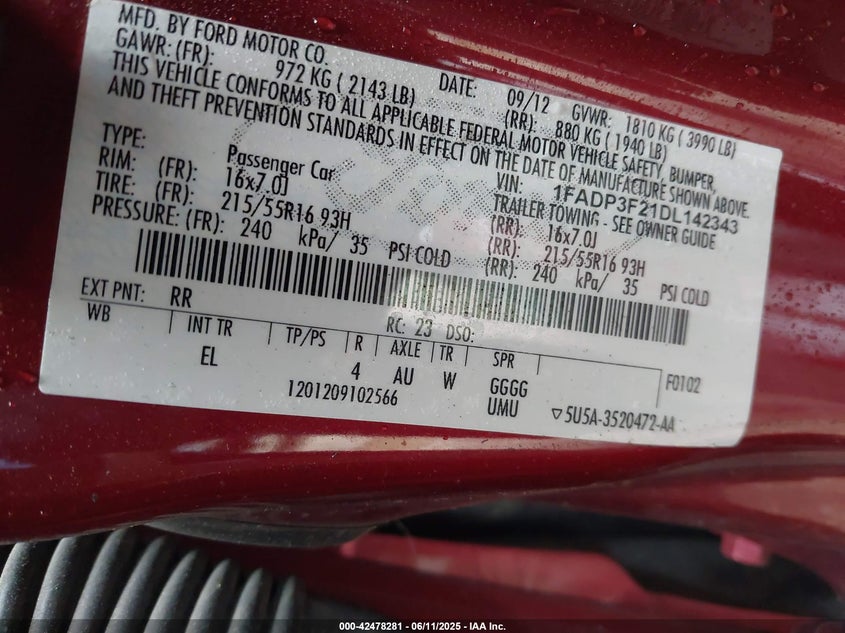 MFD. BY FORD MOTOR CO.
DATE: 09/12 GVWR: 1810 KG ( 3990 LB)
GAWR: (FR): 972 KG ( 2143 LB) (RR): 880 KG ( 1940 LB)
THIS VEHICLE CONFORMS TO ALL APPLICABLE FEDERAL MOTOR VEHICLE SAFETY, BUMPER,
AND THEFT PREVENTION STANDARDS IN EFFECT ON THE DATE OF MANUFACTURE SHOWN ABOVE.
VIN: 1FADP3F21DL142343
TYPE: Passenger Car TRAILER TOWING - SEE OWNER GUIDE
RIM: (FR): 16x7.0J (RR): 16x7.0J
TIRE: (FR): 215/55R16 93H (RR): 215/55R16 93H
PRESSURE: (FR): 240 kPa/ 35 PSI COLD (RR): 240 kPa/ 35 PSI COLD
EXT PNT: RR RC: 23 DSO:
WB INT TR TP/PS R AXLE TR SPR
EL 4 AU W GGGG F0102
1201209102566 UMU ▽5U5A-3520472-AA
000-42478281 - 06/11/2025 - IAA Inc.